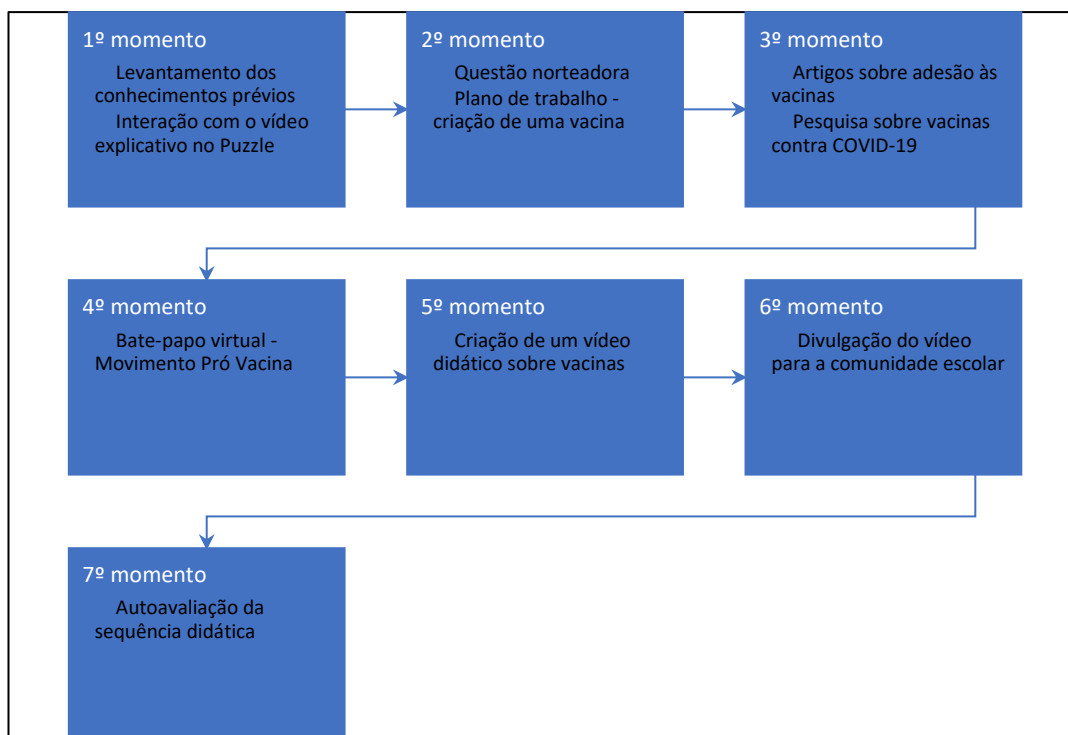 1º momento
Levantamento dos
conhecimentos prévios
Interação com o vídeo
explicativo no Puzzle
2º momento
Questão norteadora
Plano de trabalho -
criação de uma vacina
3º momento
Artigos sobre adesão às
vacinas
Pesquisa sobre vacinas
contra COVID-19
4º momento
Bate-papo virtual -
Movimento Pró Vacina
5º momento
Criação de um vídeo
didático sobre vacinas
6º momento
Divulgação do vídeo
para a comunidade escolar
7º momento
Autoavaliação da
sequência didática